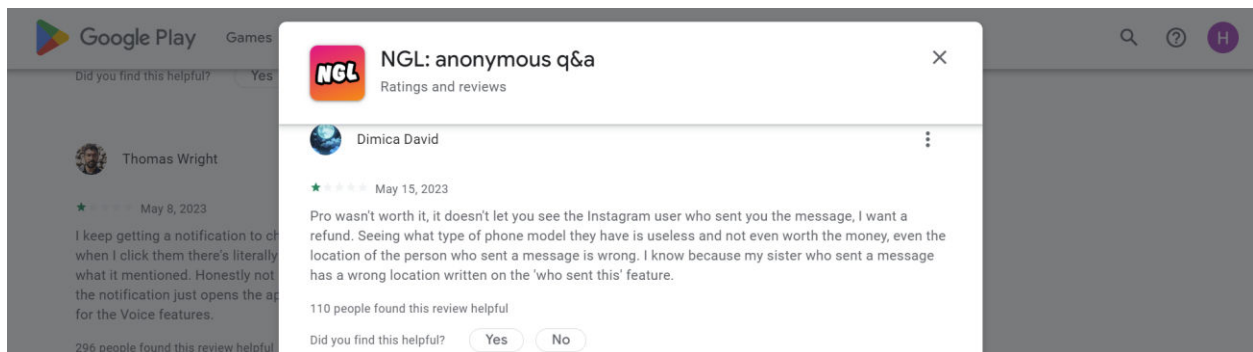 Google Play
Games
NGL
NGL: anonymous q&a
Ratings and reviews
H
Did you find this helpful?
Yes
Thomas Wright
May 8, 2023
I keep getting a notification to
when I click them there's literally
what it mentioned. Honestly not
the notification just opens the
for the Voice features.
296 people found this review helpful
Dimica David
May 15, 2023
Pro wasn't worth it, it doesn't let you see the Instagram user who sent you the message, I want a
refund. Seeing what type of phone model they have is useless and not even worth the money, even the
location of the person who sent a message is wrong. I know because my sister who sent a message
has a wrong location written on the 'who sent this' feature.
110 people found this review helpful
Did you find this helpful?
Yes
No